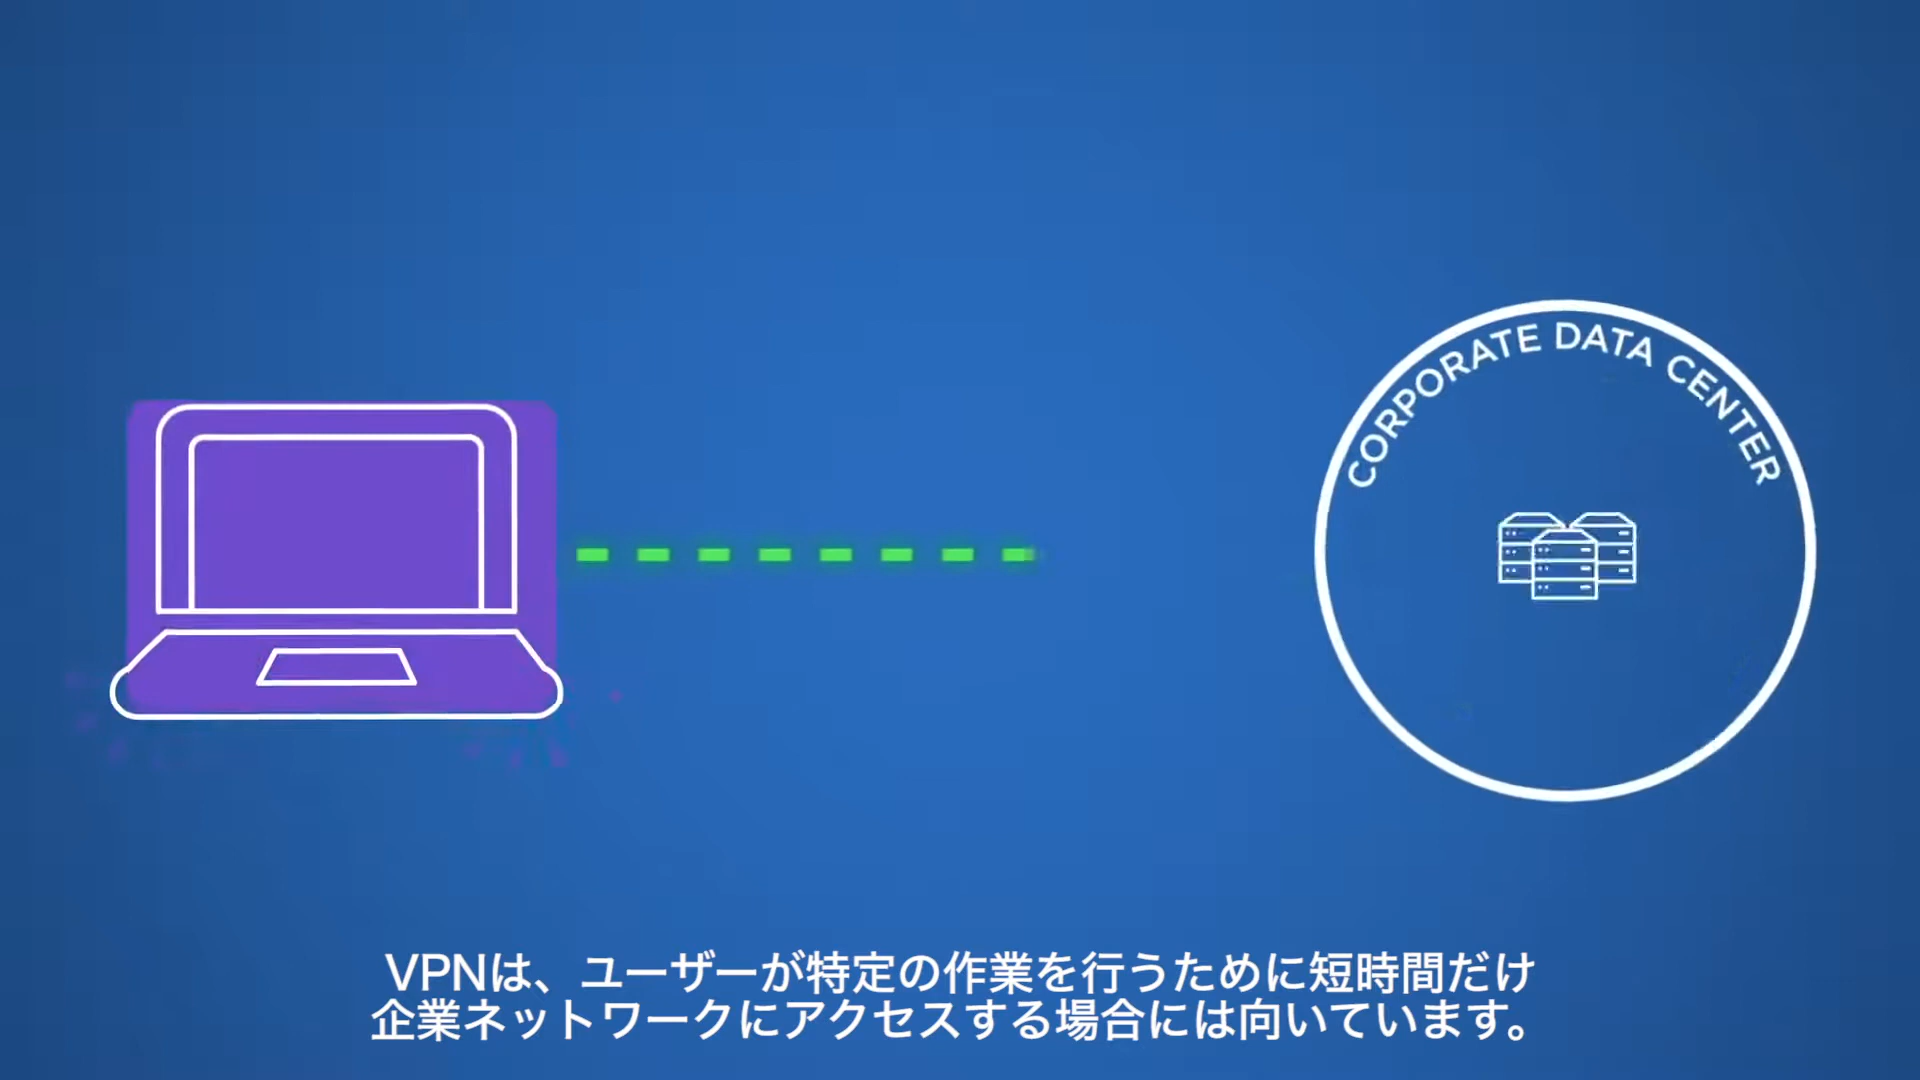 CORPORATE DATA CENTER
VPNは、ユーザーが特定の作業を行うために短時間だけ
企業ネットワークにアクセスする場合には向いています。